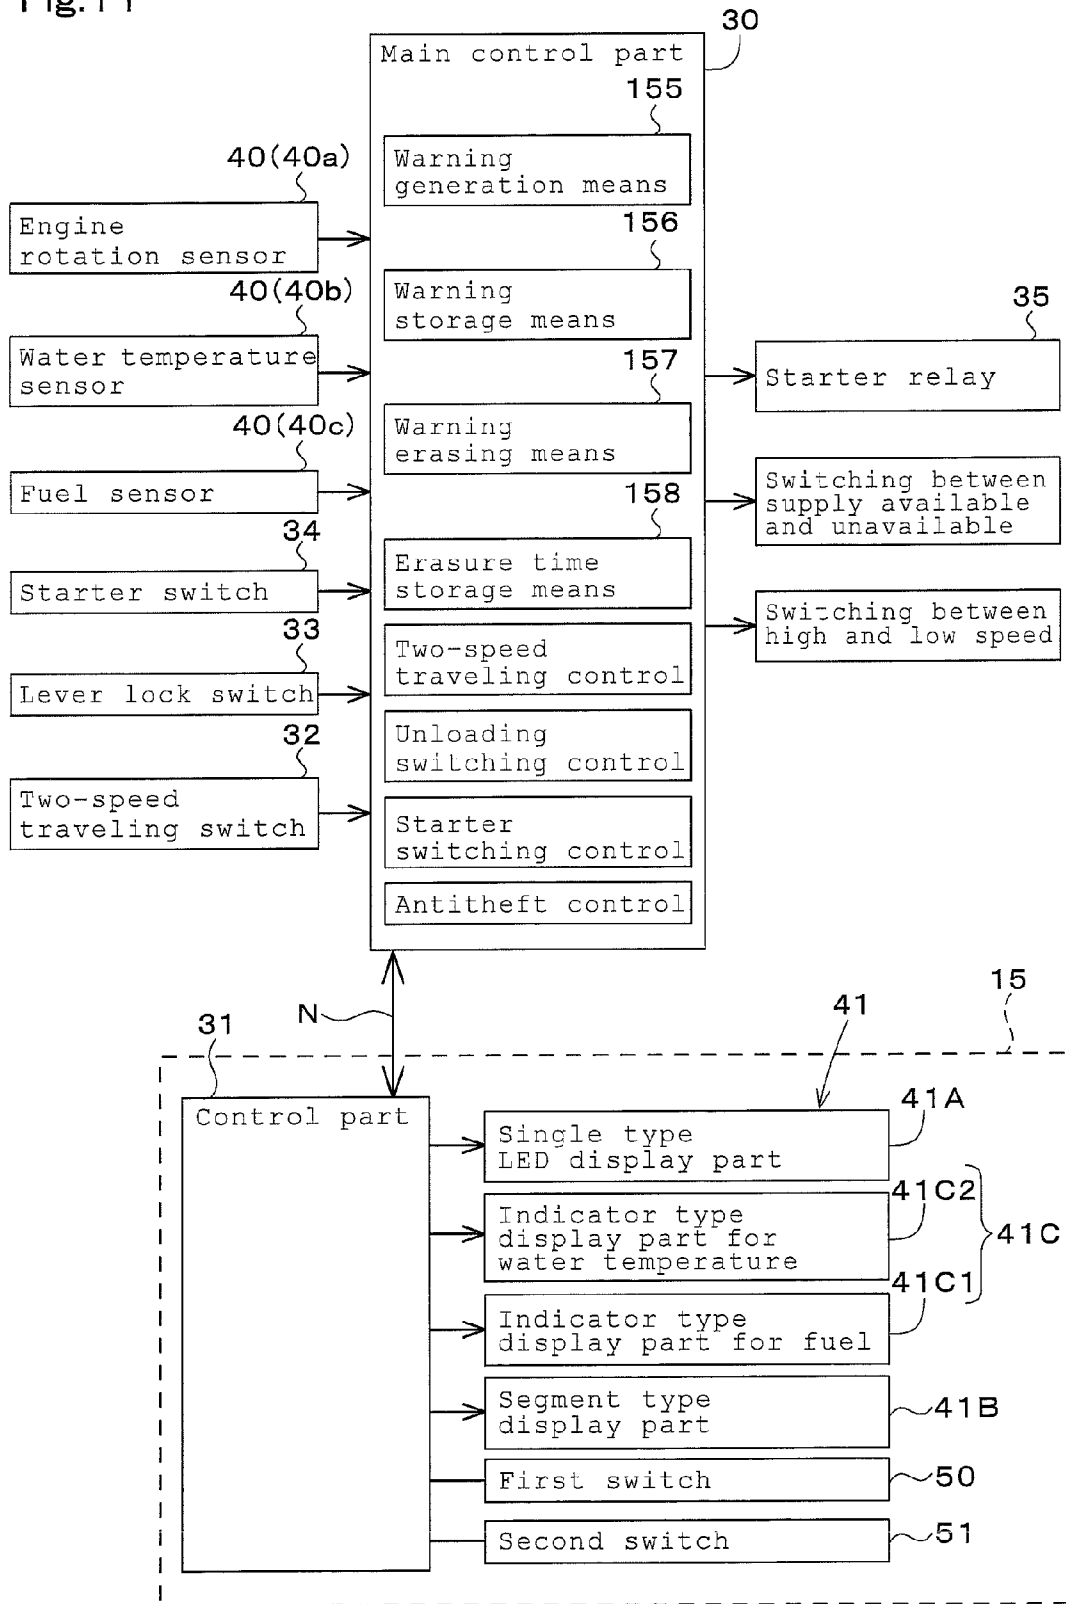 30
Main control part
155
Warning
generation means
40(40a)
Engine
rotation sensor
156
Warning
storage means
40(40b)
Water temperature
sensor
35
Starter relay
157
Warning
erasing means
40(40c)
Fuel sensor
Switching between
supply available
and unavailable
158
Erasure time
storage means
34
Starter switch
Switching between
high and low speed
33
Lever lock switch
Two-speed
traveling control
32
Two-speed
traveling switch
Unloading
switching control
Starter
switching control
Antitheft control
N
15
31
Control part
41
41A
Single type
LED display part
41C2
Indicator type
display part for
water temperature
41C
41C1
Indicator type
display part for fuel
Segment type
display part
41B
First switch
50
Second switch
51